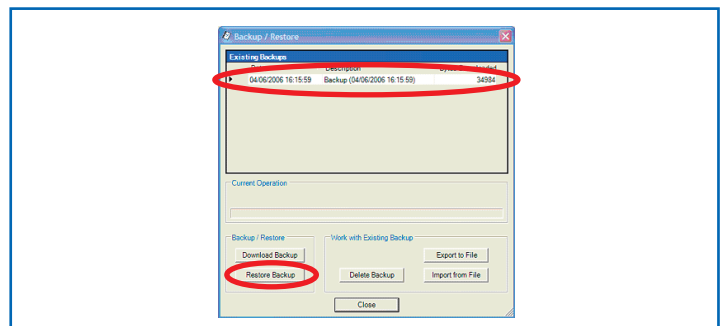 Backup / Restore
Existing Backups
Description
04/06/2006 16:15:59 Backup (04/06/2006 16:15:59) 34984
Current Operation
Backup / Restore Work with Existing Backup
Download Backup Export to File
Restore Backup Delete Backup Import from File
Close